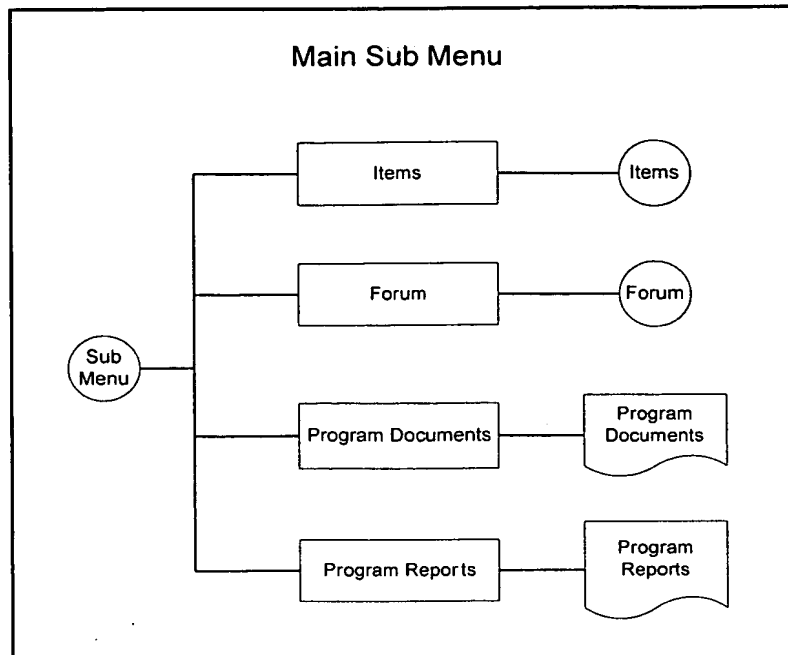 Main Sub Menu
Items
Items
Forum
Forum
Sub
Menu
Program Documents
Program
Documents
Program Reports
Program
Reports